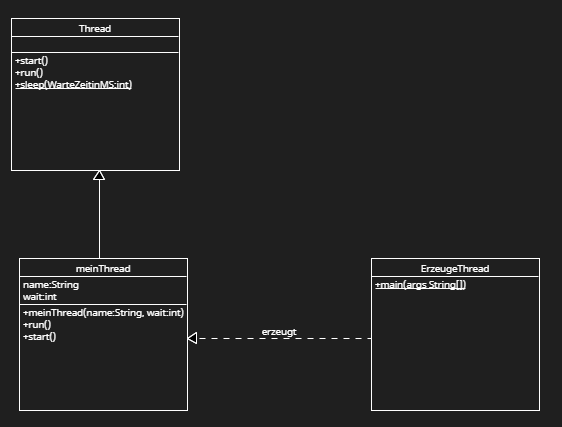 Thread
+start()
+run()
+sleep(WarteZeitinMS:int)
meinThread
name:String
wait:int
+meinThread(name:String, wait:int)
+run()
+start()
erzeugt
ErzeugeThread
+main(args String[])